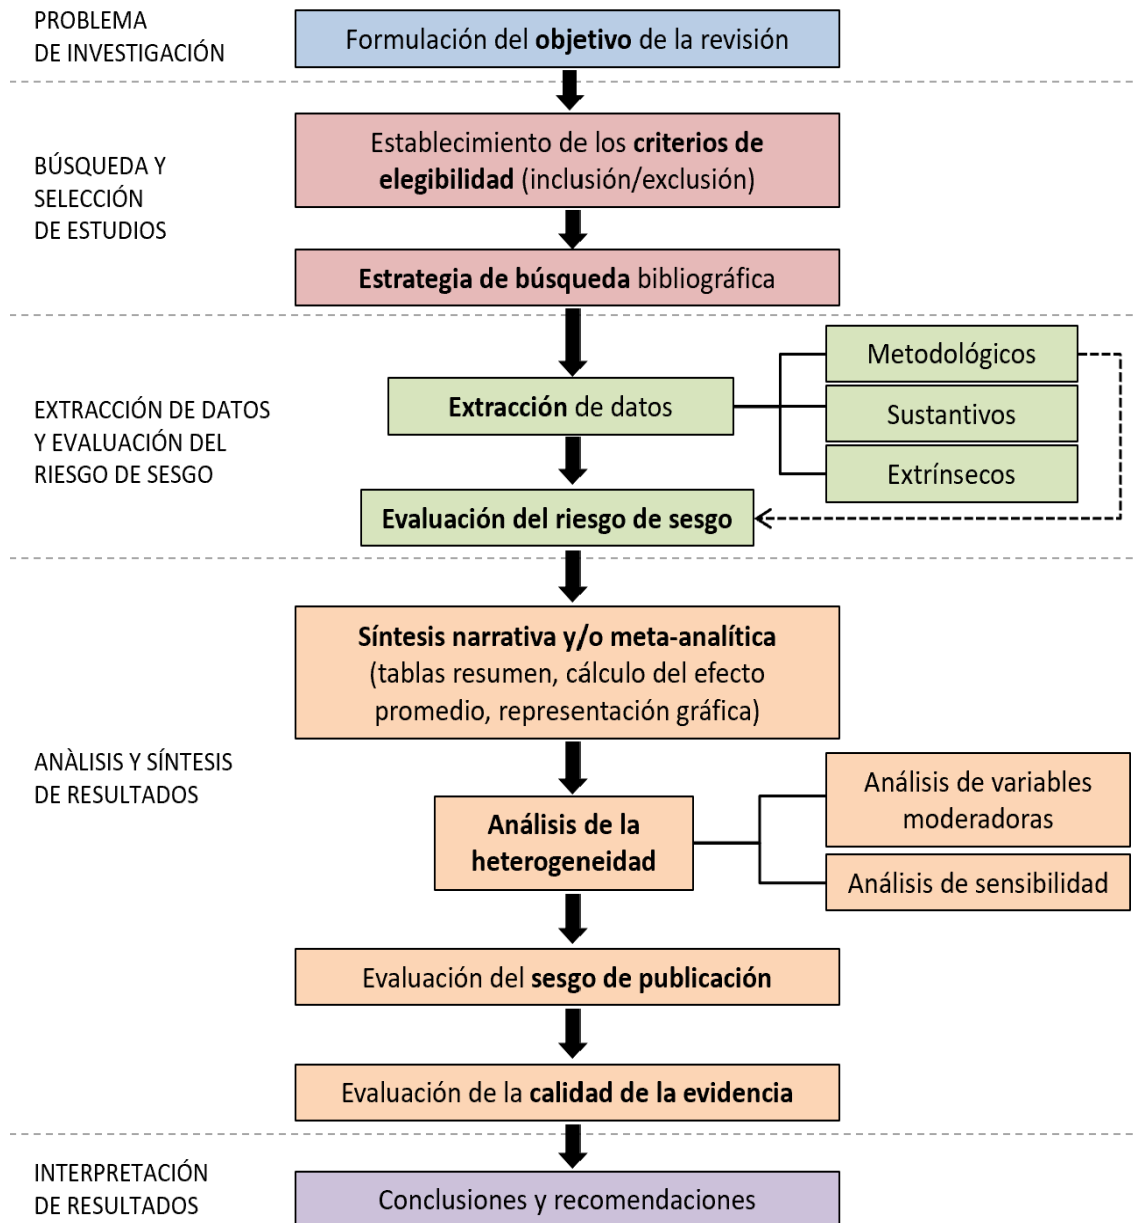 PROBLEMA
DE INVESTIGACIÓN
Formulación del objetivo de la revisión
BÚSQUEDA Y
SELECCIÓN
DE ESTUDIOS
Establecimiento de los criterios de
elegibilidad (inclusión/exclusión)
Estrategia de búsqueda bibliográfica
EXTRACCIÓN DE DATOS
Y EVALUACIÓN DEL
RIESGO DE SESGO
Extracción de datos
Metodológicos
Sustantivos
Extrínsecos
Evaluación del riesgo de sesgo
ANÀLISIS Y SÍNTESIS
DE RESULTADOS
Síntesis narrativa y/o meta-analítica
(tablas resumen, cálculo del efecto
promedio, representación gráfica)
Análisis de la
heterogeneidad
Análisis de variables
moderadoras
Análisis de sensibilidad
Evaluación del sesgo de publicación
Evaluación de la calidad de la evidencia
INTERPRETACIÓN
DE RESULTADOS
Conclusiones y recomendaciones